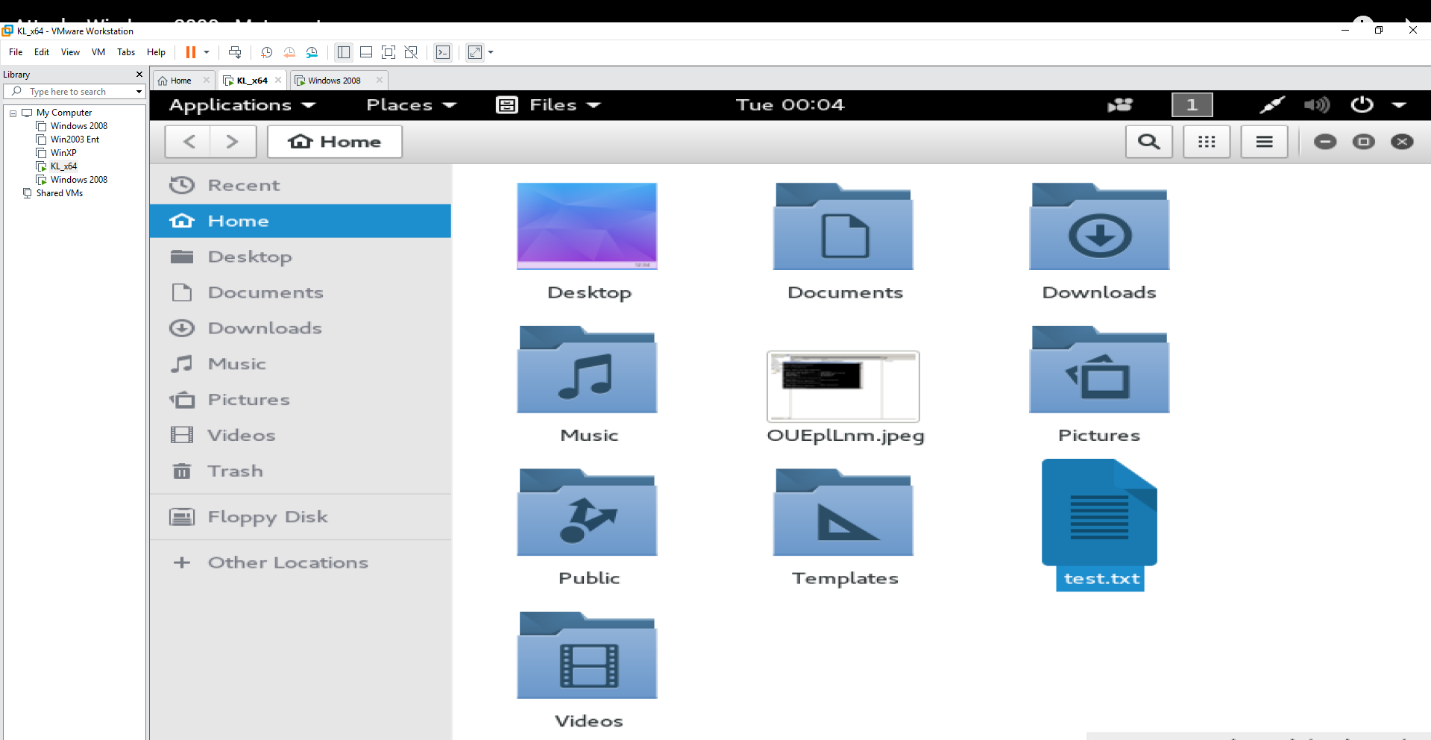 KL_x64 - VMware Workstation
File Edit View VM Tabs Help
Library
Type here to search
My Computer
Windows 2008
Win2003 Ent
WinXP
KL_x64
Windows 2008
Shared VMs
Home KL_x64 Windows 2008
Applications Places Files Tue 00:04 1
Home
Recent
Home
Desktop
Documents
Downloads
Music
Pictures
Videos
Trash
Floppy Disk
Other Locations
Desktop Documents Downloads
Music OUEplLnm.jpeg Pictures
Public Templates test.txt
Videos